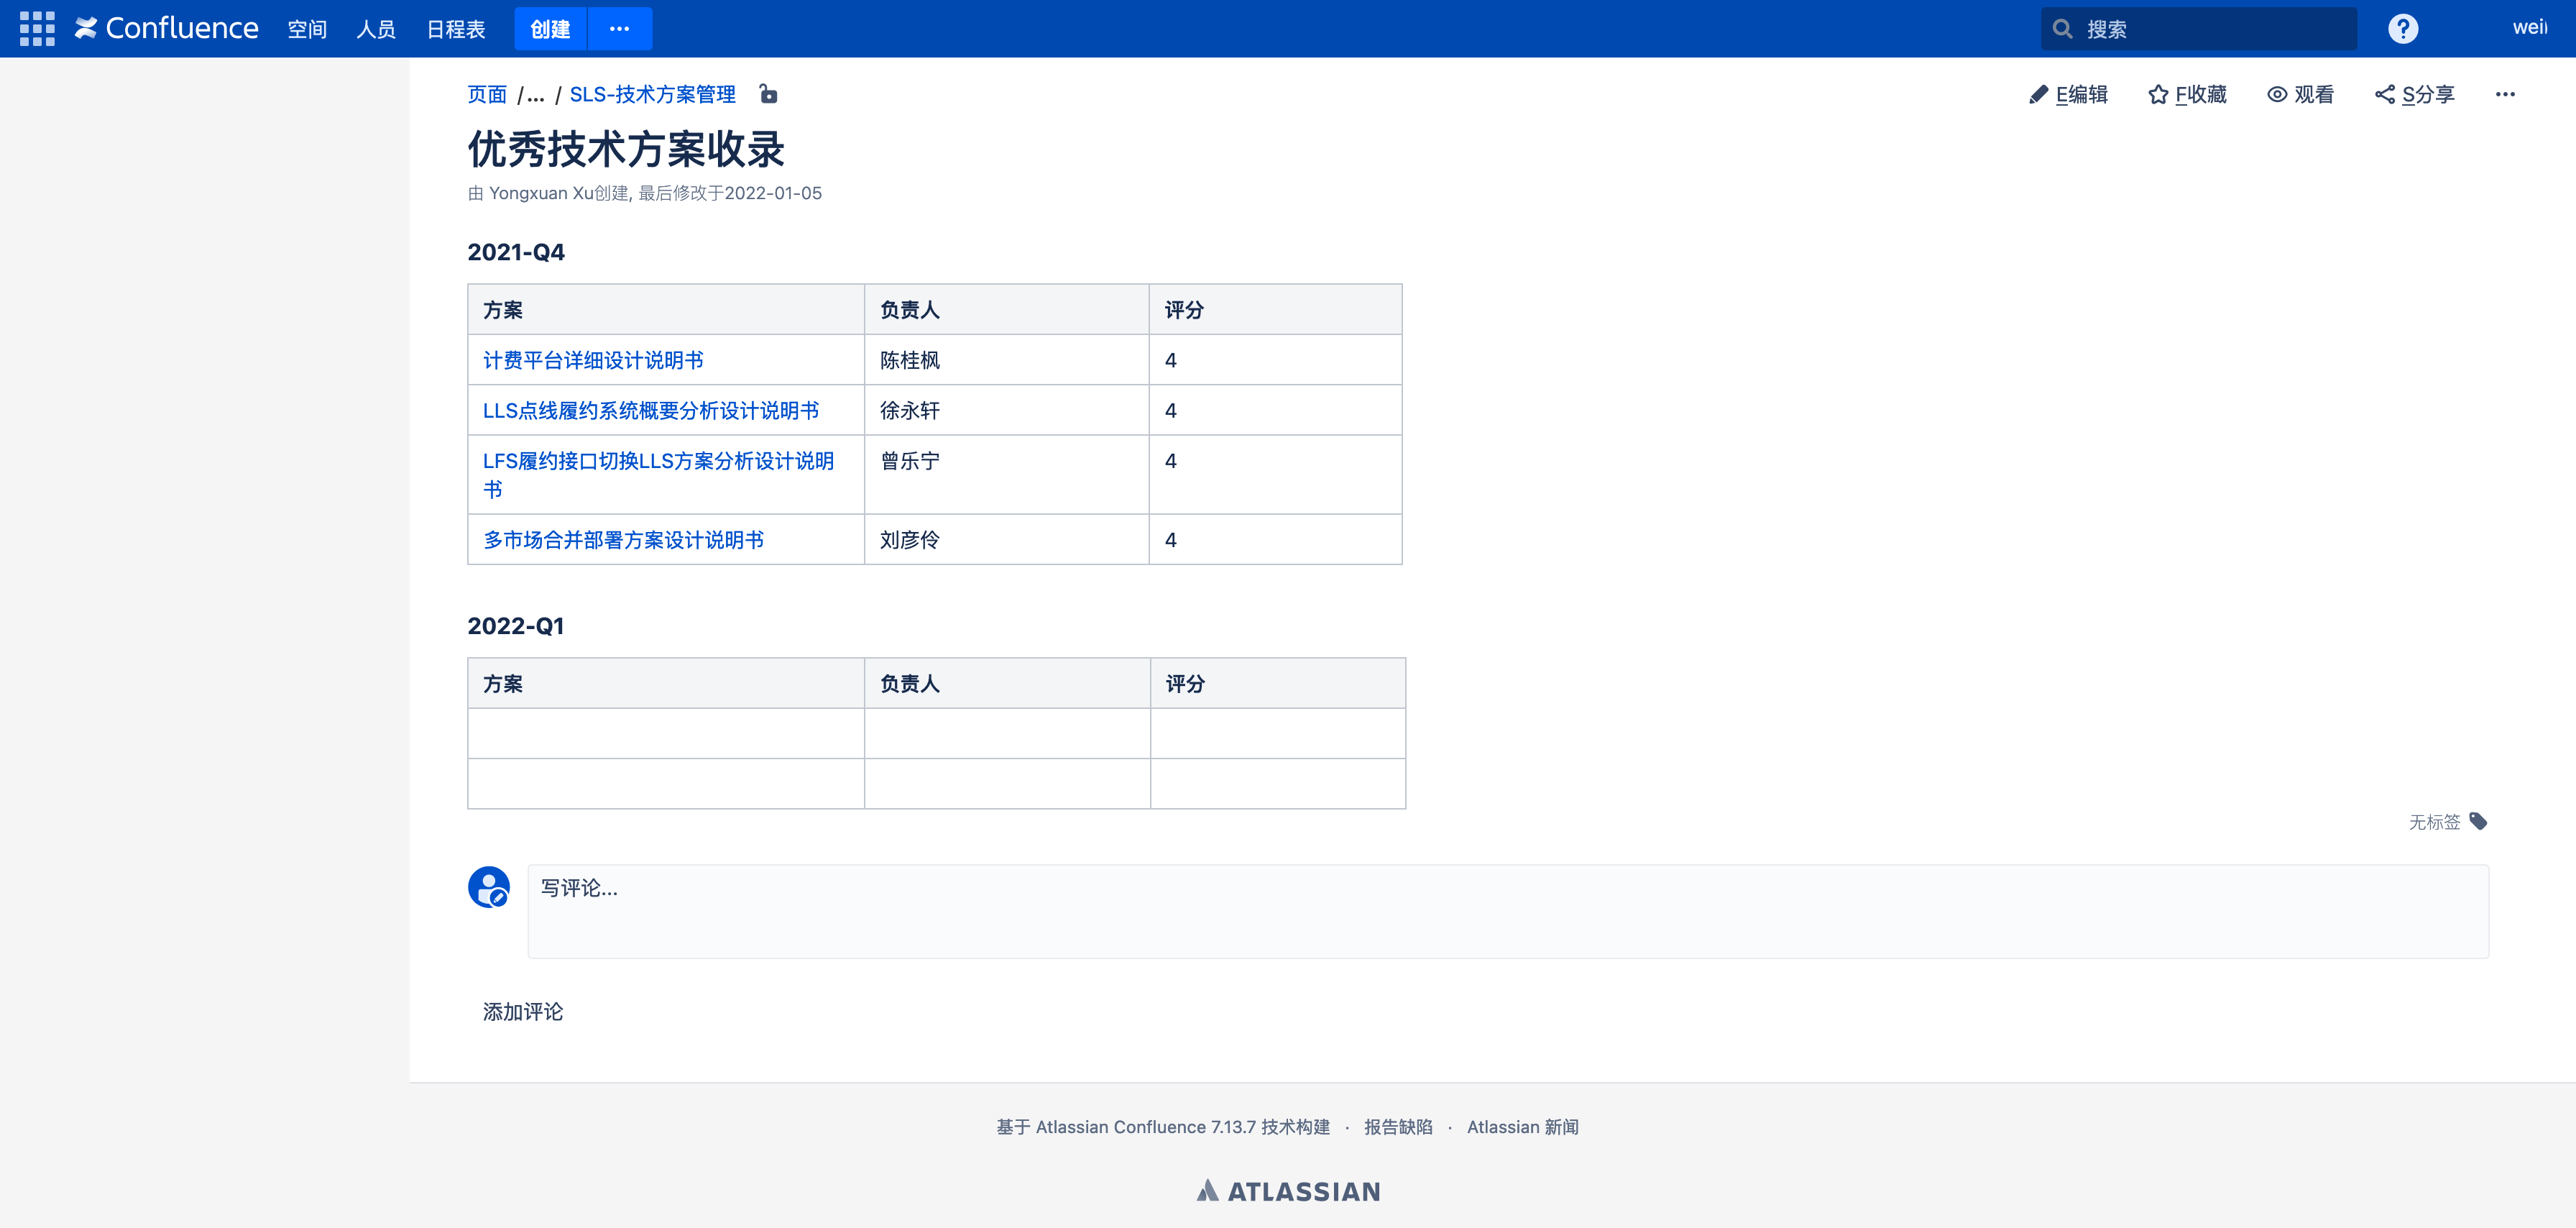 Confluence 空间 人员 日程表 创建 ··· 搜索 ? weii
页面 /... / SLS-技术方案管理 E编辑 F收藏 观看 S分享 ···
优秀技术方案收录
由 Yongxuan Xu创建, 最后修改于2022-01-05
2021-Q4
方案 负责人 评分
计费平台详细设计说明书 陈桂枫 4
LLS点线履约系统概要分析设计说明书 徐永轩 4
LFS履约接口切换LLS方案分析设计说明 曾乐宁 4
书
多市场合并部署方案设计说明书 刘彦伶 4
2022-Q1
方案 负责人 评分
无标签
写评论...
添加评论
基于 Atlassian Confluence 7.13.7 技术构建 · 报告缺陷 · Atlassian 新闻
ATLASSIAN